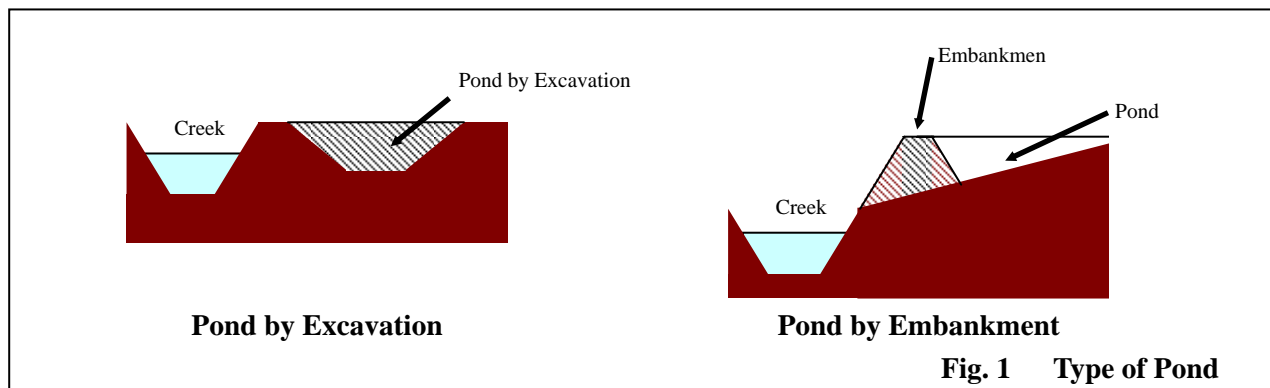 Pond by Excavation
Creek
Pond by Excavation
Embankmen
Pond
Creek
Pond by Embankment
Fig. 1 Type of Pond